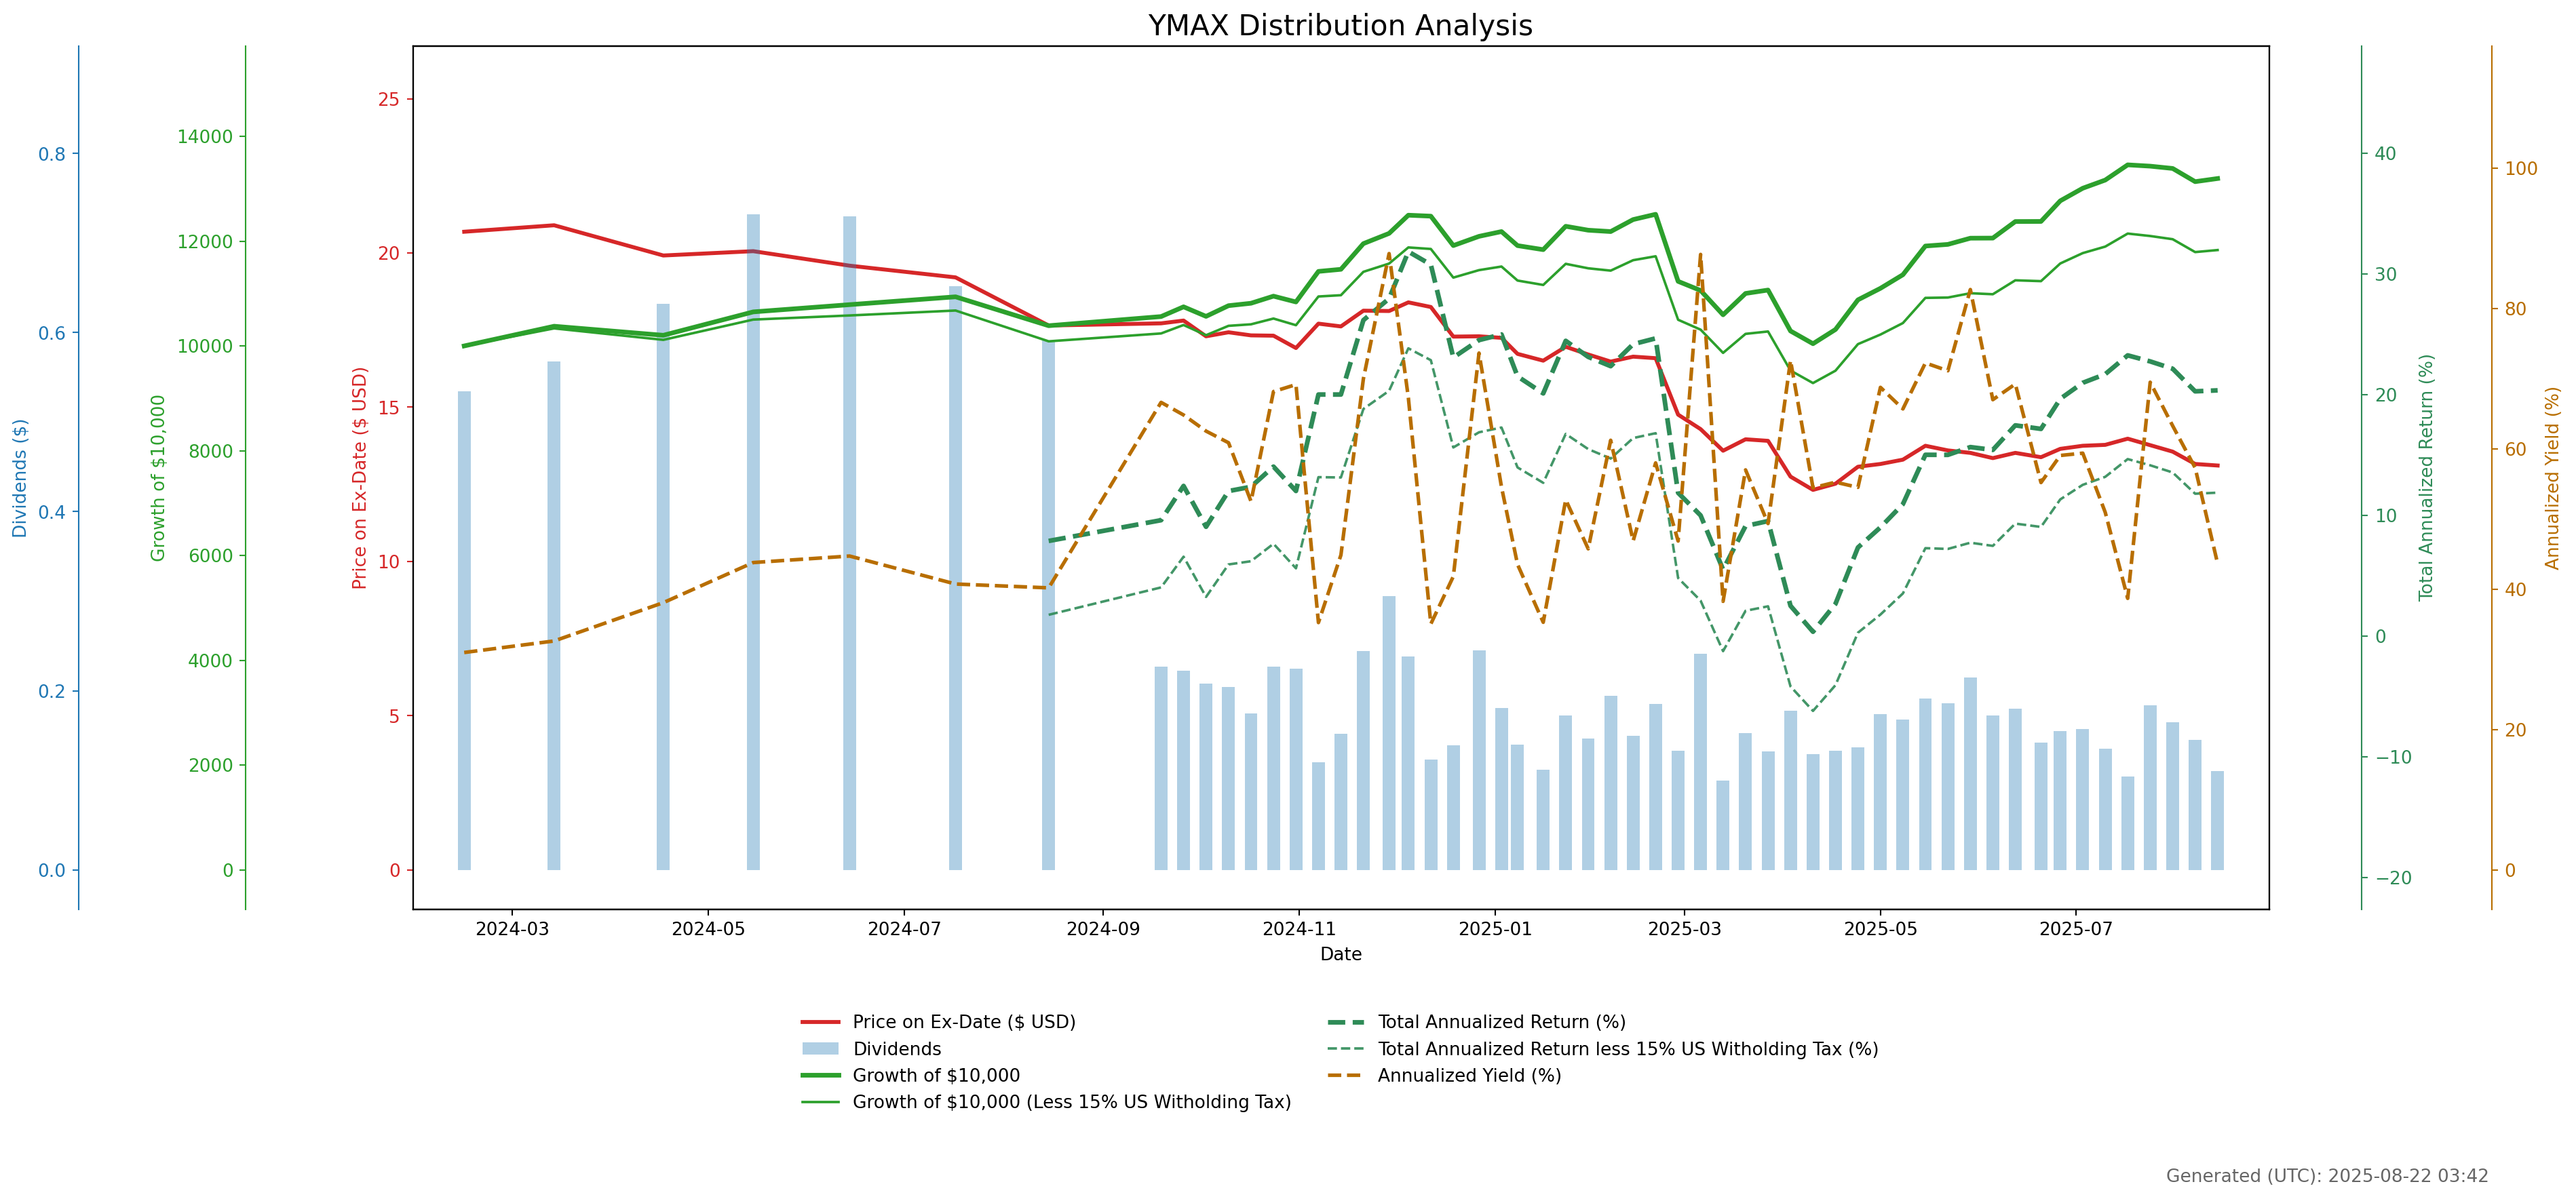 YMAX Distribution Analysis
Dividends ($)
0.8
0.6
0.4
0.2
0.0
Growth of $10,000
14000
12000
10000
8000
6000
4000
2000
0
Price on Ex-Date ($ USD)
25
20
15
10
5
0
Total Annualized Return (%)
40
30
20
10
0
−10
−20
Annualized Yield (%)
100
80
60
40
20
0
2024-03
2024-05
2024-07
2024-09
2024-11
2025-01
2025-03
2025-05
2025-07
Date
Price on Ex-Date ($ USD)
Dividends
Growth of $10,000
Growth of $10,000 (Less 15% US Witholding Tax)
Total Annualized Return (%)
Total Annualized Return less 15% US Witholding Tax (%)
Annualized Yield (%)
Generated (UTC): 2025-08-22 03:42